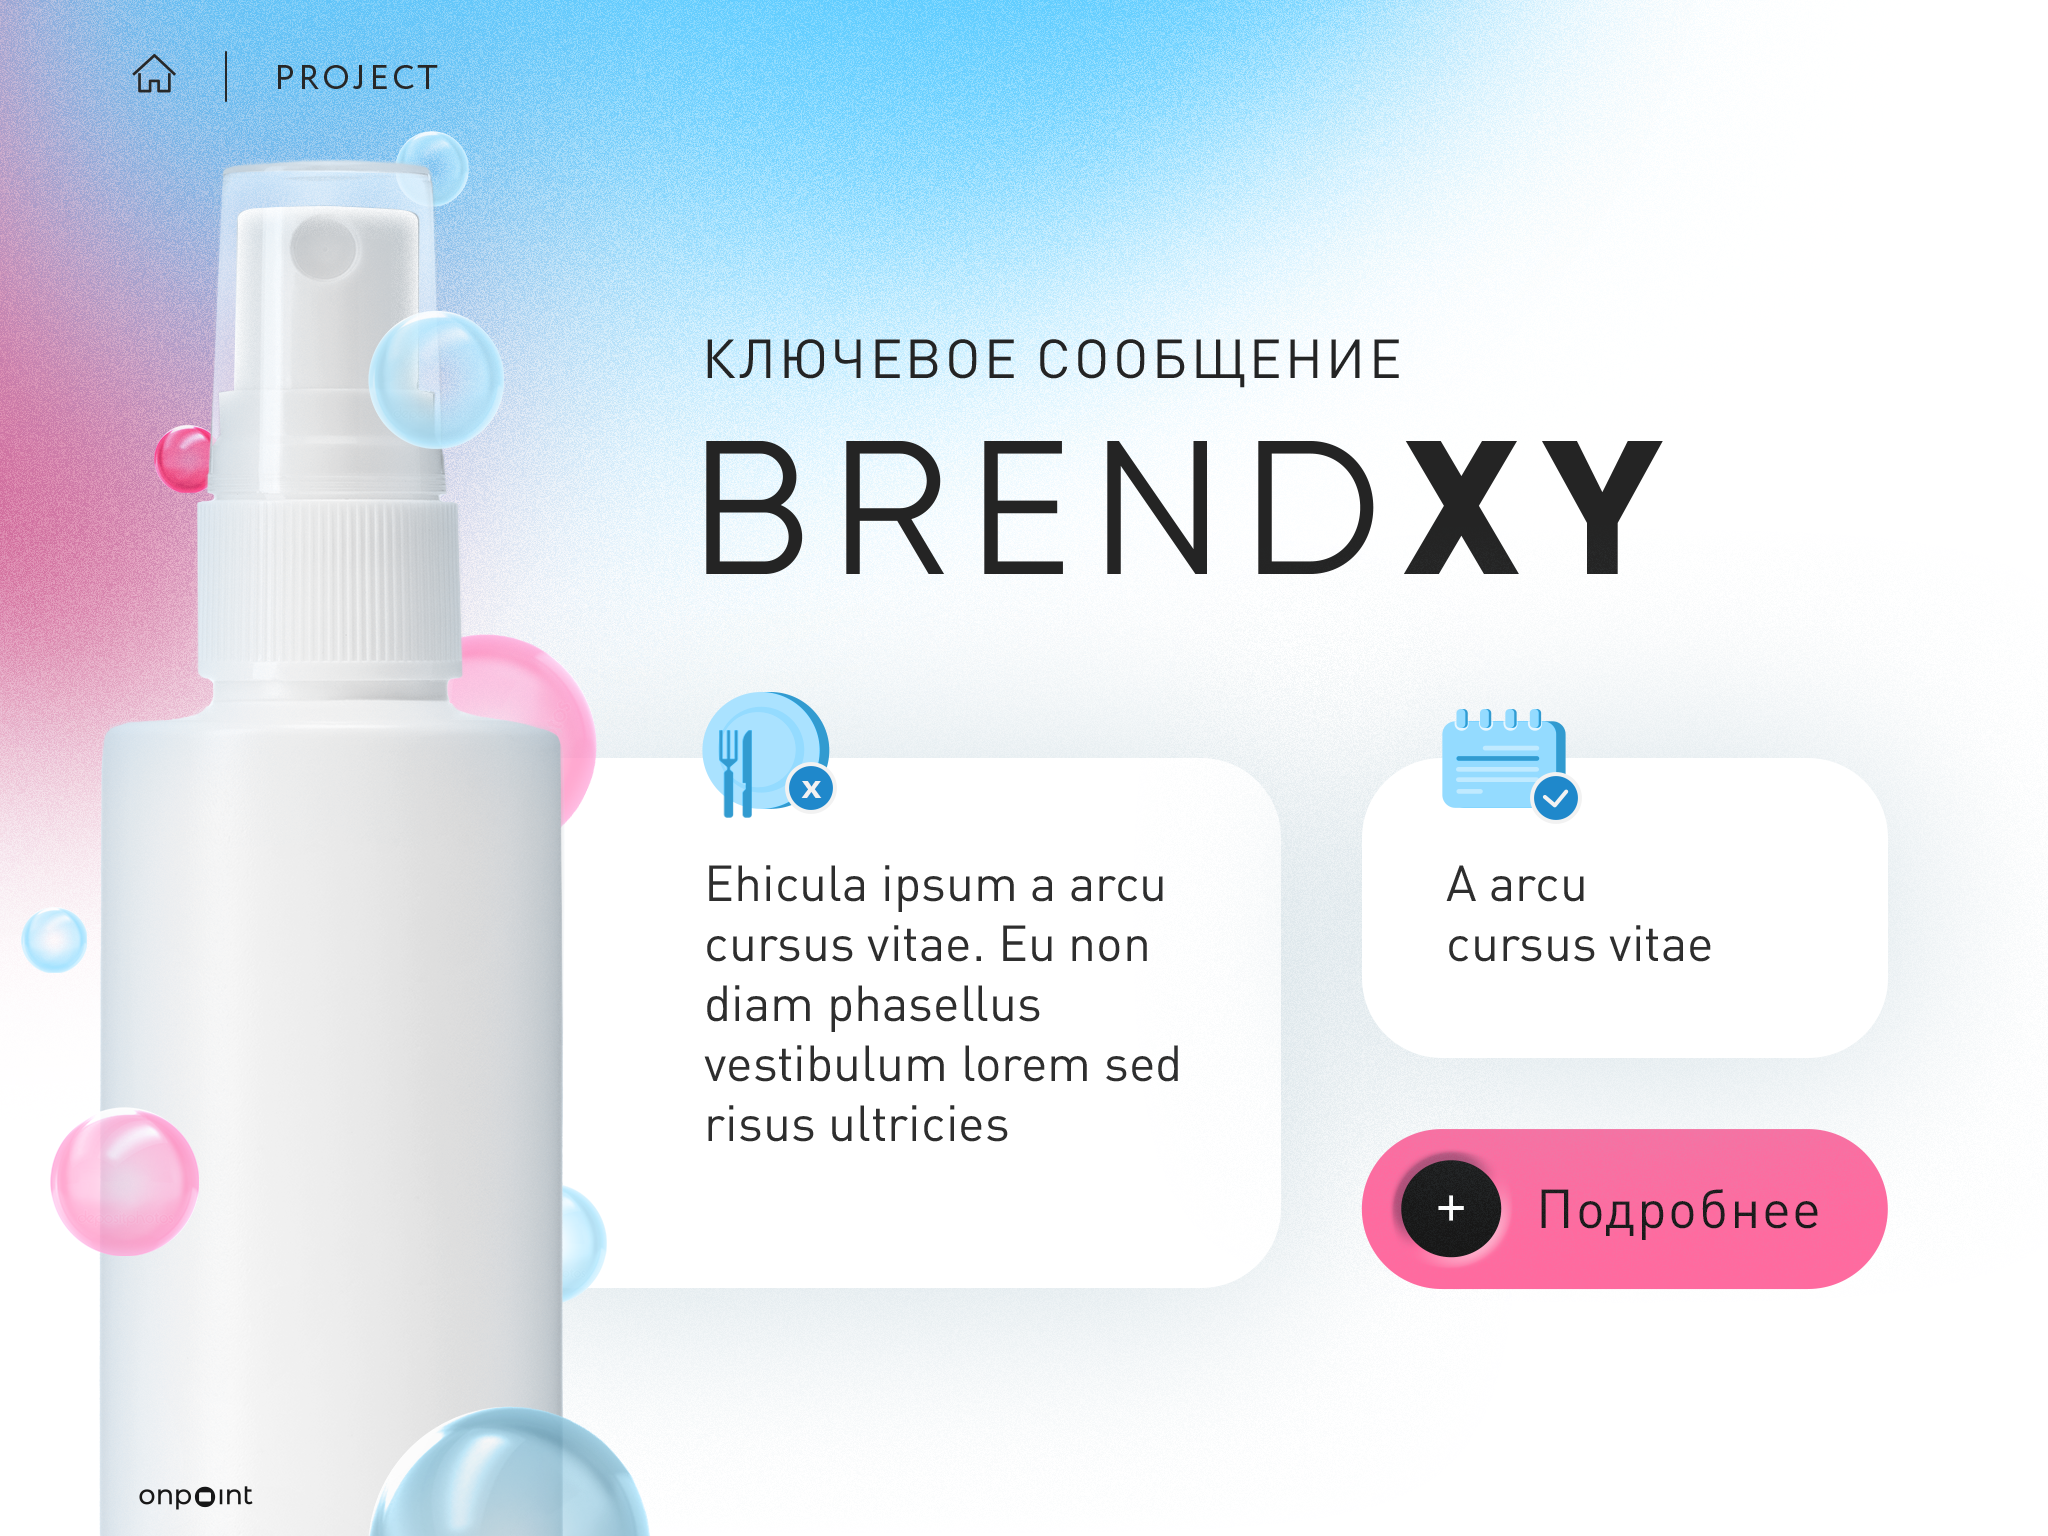 PROJECT
КЛЮЧЕВОЕ СООБЩЕНИЕ
BRENDXY
x
Ehicula ipsum a arcu
cursus vitae. Eu non
diam phasellus
vestibulum lorem sed
risus ultricies
A arcu
cursus vitae
+ Подробнее
onpoint